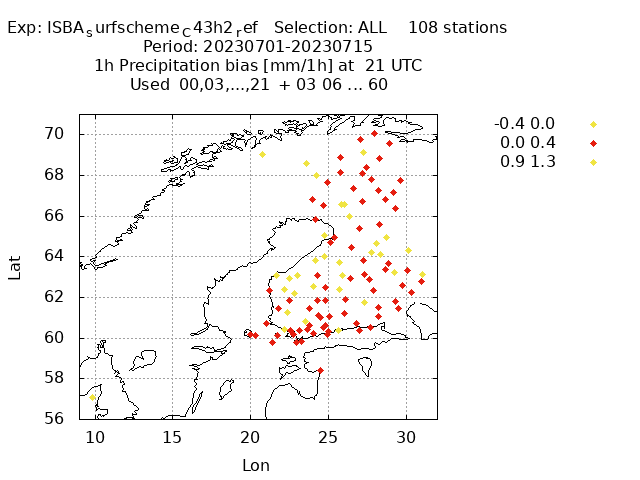 Exp: ISBAsurfschemeC43h2ref Selection: ALL 108 stations
Period: 20230701-20230715
1h Precipitation bias [mm/1h] at 21 UTC
Used 00,03,...,21 + 03 06 ... 60
-0.4 0.0
0.0 0.4
0.9 1.3
70
68
66
64
62
60
58
56
Lat
10 15 20 25 30
Lon